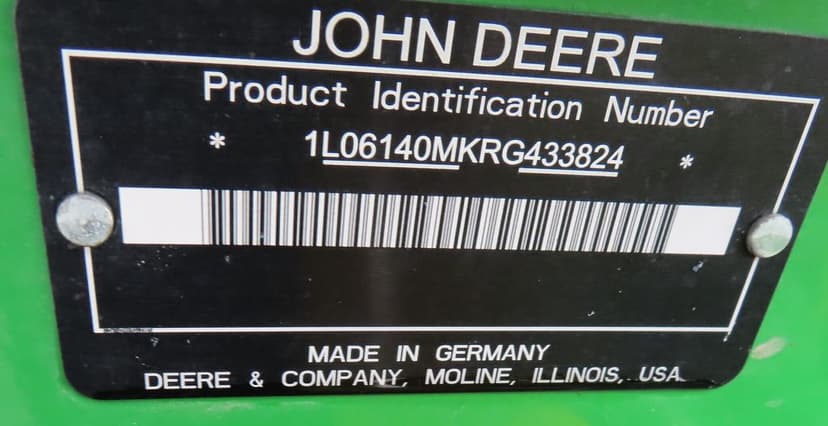 JOHN DEERE
Product Identification Number
* 1L06140MKRG433824 *
MADE IN GERMANY
DEERE & COMPANY, MOLINE, ILLINOIS, USA